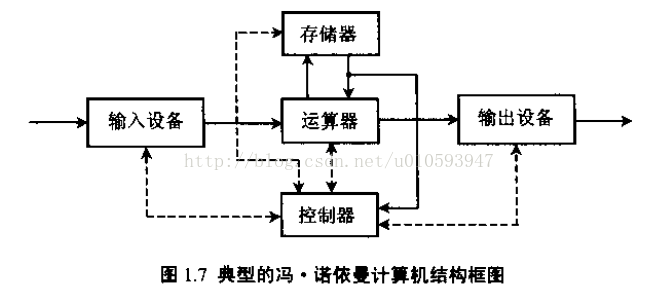 存储器
输入设备
运算器
输出设备
http://blog.csdn.net/u010593947
控制器
图 1.7 典型的冯·诺依曼计算机结构框图